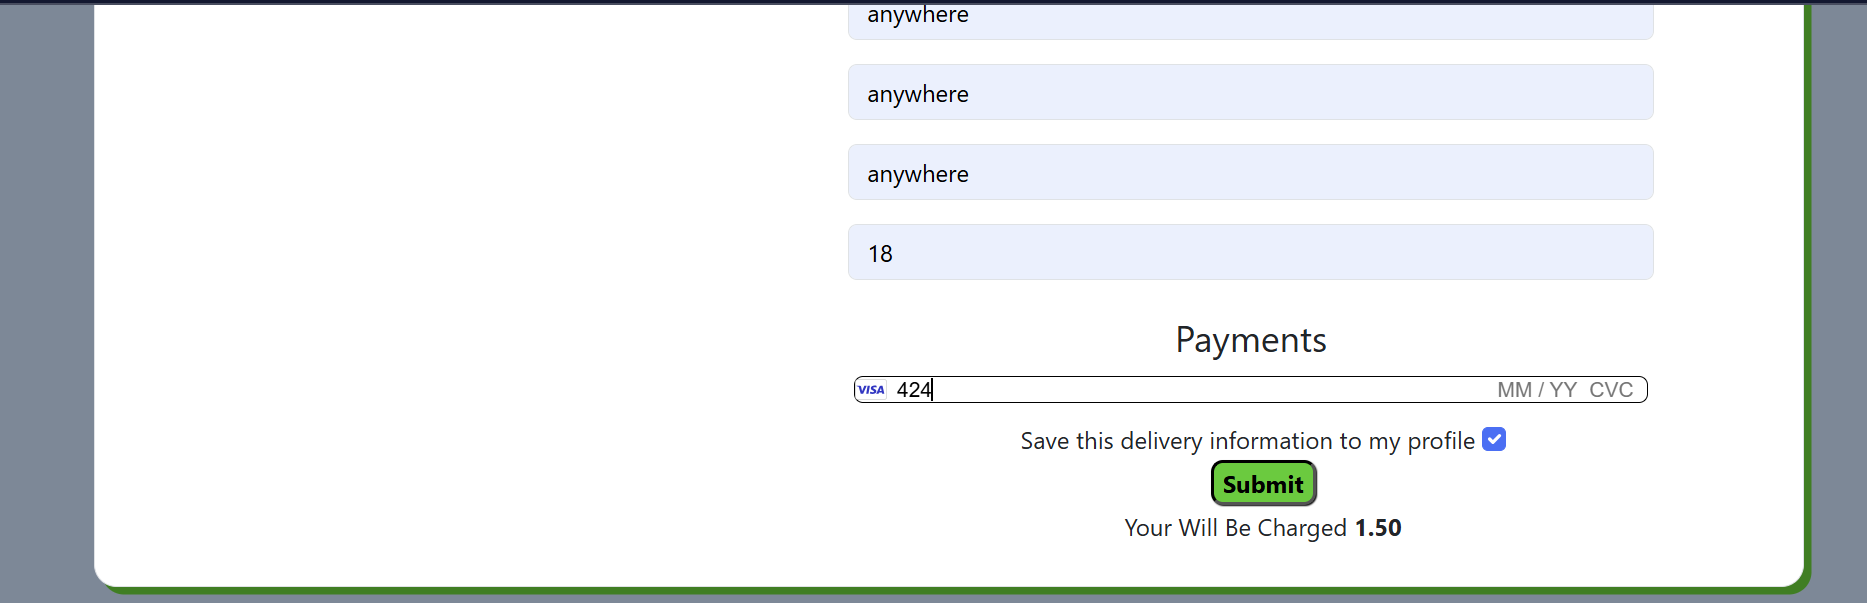 anywhere
anywhere
anywhere
18
Payments
VISA 424 MM / YY CVC
Save this delivery information to my profile
Submit
Your Will Be Charged 1.50